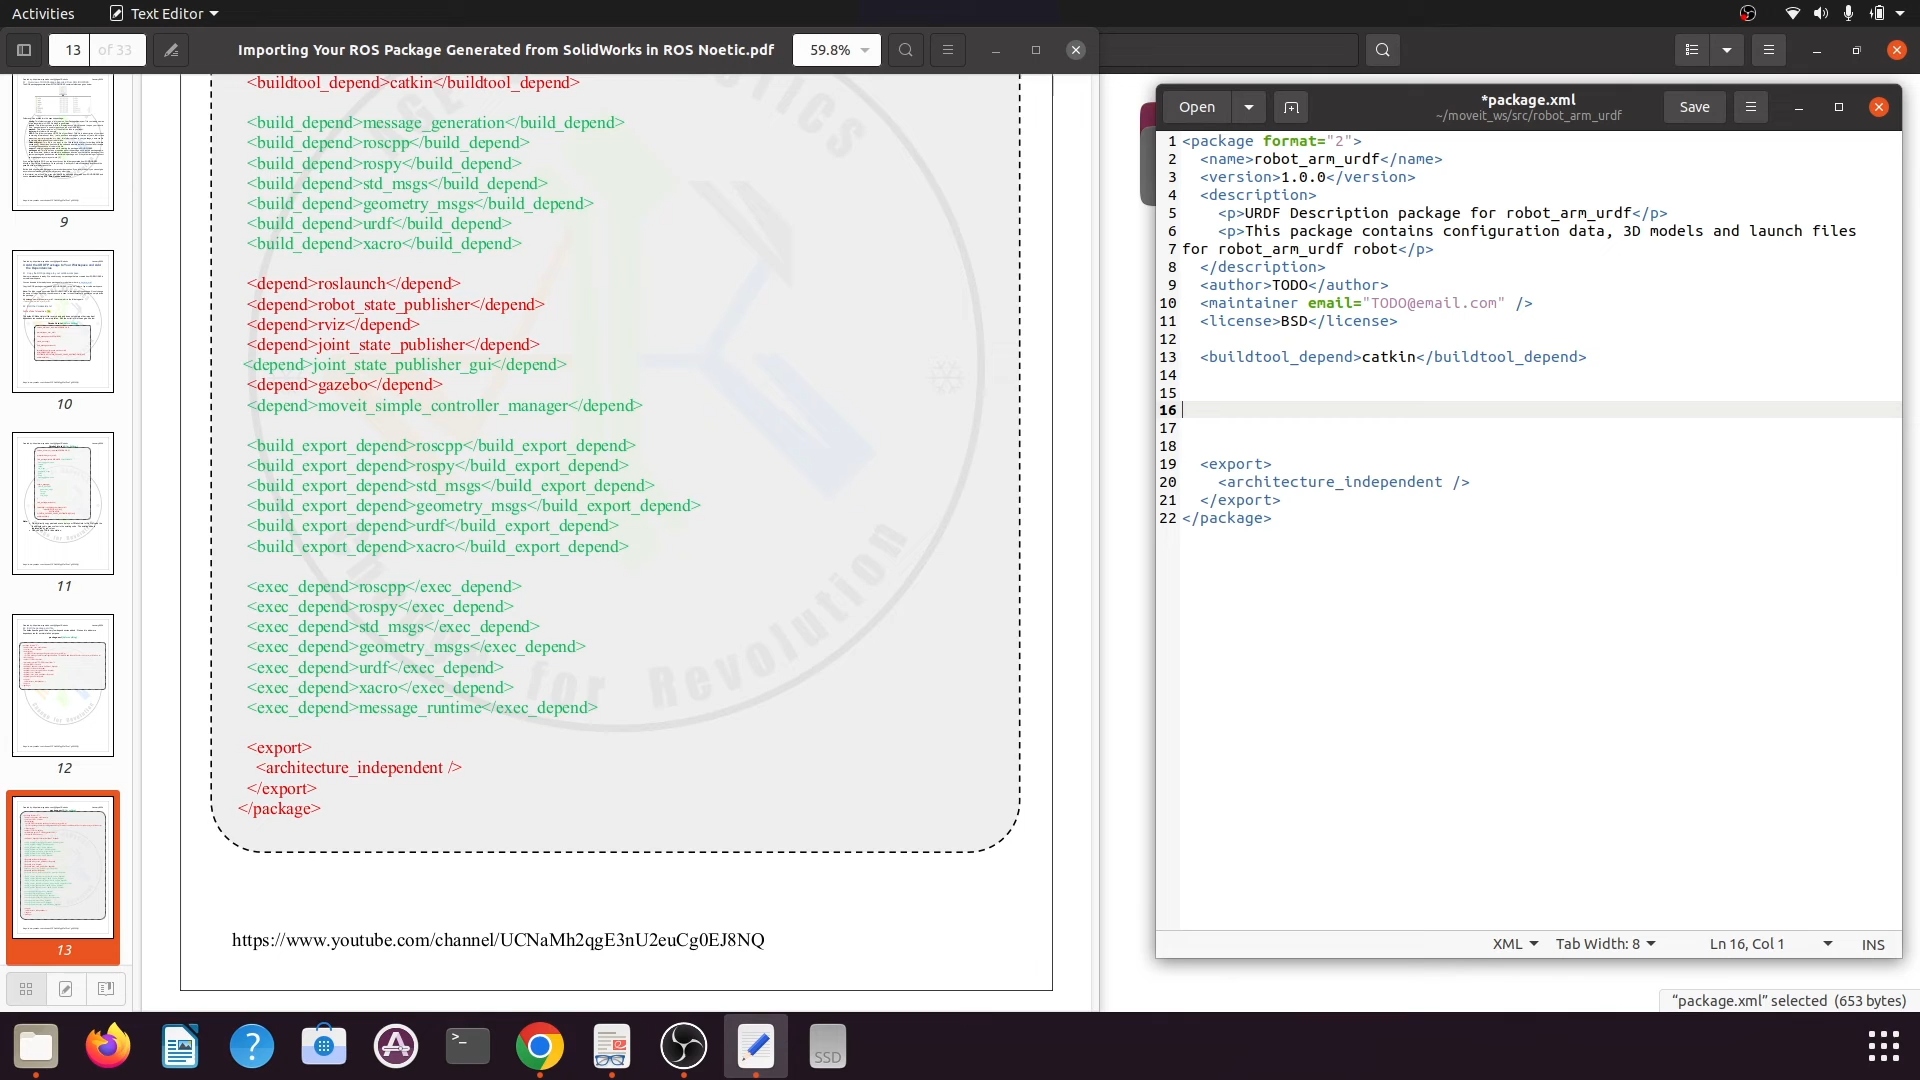 Activities
Text Editor
13 of 33
Importing Your ROS Package Generated from SolidWorks in ROS Noetic.pdf
59.8%
9
10
11
12
13
<buildtool_depend>catkin</buildtool_depend>
<build_depend>message_generation</build_depend>
<build_depend>roscpp</build_depend>
<build_depend>rospy</build_depend>
<build_depend>std_msgs</build_depend>
<build_depend>geometry_msgs</build_depend>
<build_depend>urdf</build_depend>
<build_depend>xacro</build_depend>
<depend>roslaunch</depend>
<depend>robot_state_publisher</depend>
<depend>rviz</depend>
<depend>joint_state_publisher</depend>
<depend>joint_state_publisher_gui</depend>
<depend>gazebo</depend>
<depend>moveit_simple_controller_manager</depend>
<build_export_depend>roscpp</build_export_depend>
<build_export_depend>rospy</build_export_depend>
<build_export_depend>std_msgs</build_export_depend>
<build_export_depend>geometry_msgs</build_export_depend>
<build_export_depend>urdf</build_export_depend>
<build_export_depend>xacro</build_export_depend>
<exec_depend>roscpp</exec_depend>
<exec_depend>rospy</exec_depend>
<exec_depend>std_msgs</exec_depend>
<exec_depend>geometry_msgs</exec_depend>
<exec_depend>urdf</exec_depend>
<exec_depend>xacro</exec_depend>
<exec_depend>message_runtime</exec_depend>
<export>
<architecture_independent />
</export>
</package>
for Revolution
https://www.youtube.com/channel/UCNaMh2qgE3nU2euCg0EJ8NQ
Open
*package.xml
~/moveit_ws/src/robot_arm_urdf
Save
1 <package format="2">
2 <name>robot_arm_urdf</name>
3 <version>1.0.0</version>
4 <description>
5 <p>URDF Description package for robot_arm_urdf</p>
6 <p>This package contains configuration data, 3D models and launch files
7 for robot_arm_urdf robot</p>
8 </description>
9 <author>TODO</author>
10 <maintainer email="TODO@email.com" />
11 <license>BSD</license>
12
13 <buildtool_depend>catkin</buildtool_depend>
14
15
16
17
18
19 <export>
20 <architecture_independent />
21 </export>
22 </package>
XML
Tab Width: 8
Ln 16, Col 1
INS
“package.xml” selected (653 bytes)
SSD